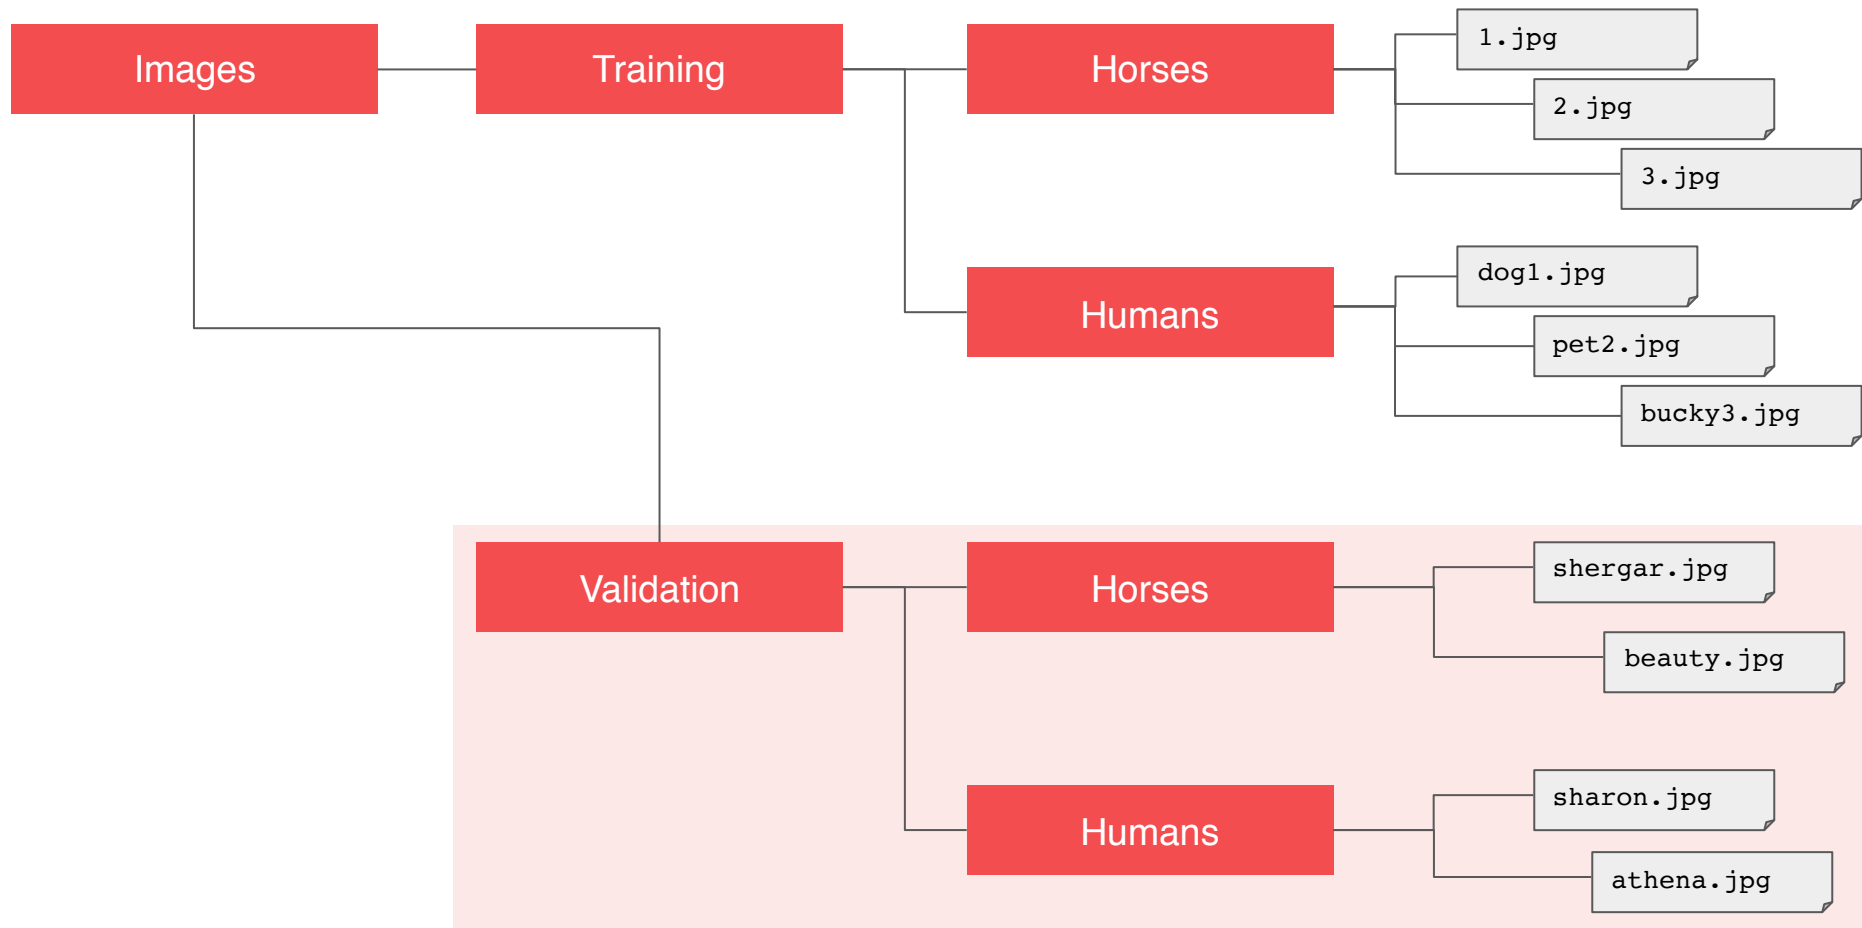 Images
Training
Horses
1.jpg
2.jpg
3.jpg
Humans
dog1.jpg
pet2.jpg
bucky3.jpg
Validation
Horses
shergar.jpg
beauty.jpg
Humans
sharon.jpg
athena.jpg